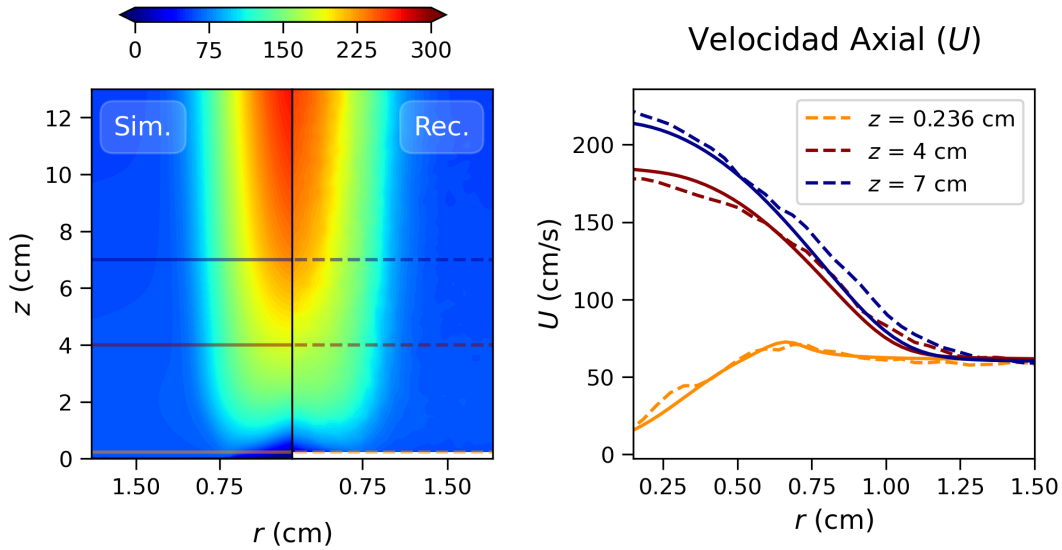 0 75 150 225 300
Velocidad Axial (U)
Sim.
Rec.
12
10
8
6
4
2
0
z (cm)
1.50 0.75 0.75 1.50
r (cm)
z = 0.236 cm
z = 4 cm
z = 7 cm
200
150
100
50
0
U (cm/s)
0.25 0.50 0.75 1.00 1.25 1.50
r (cm)